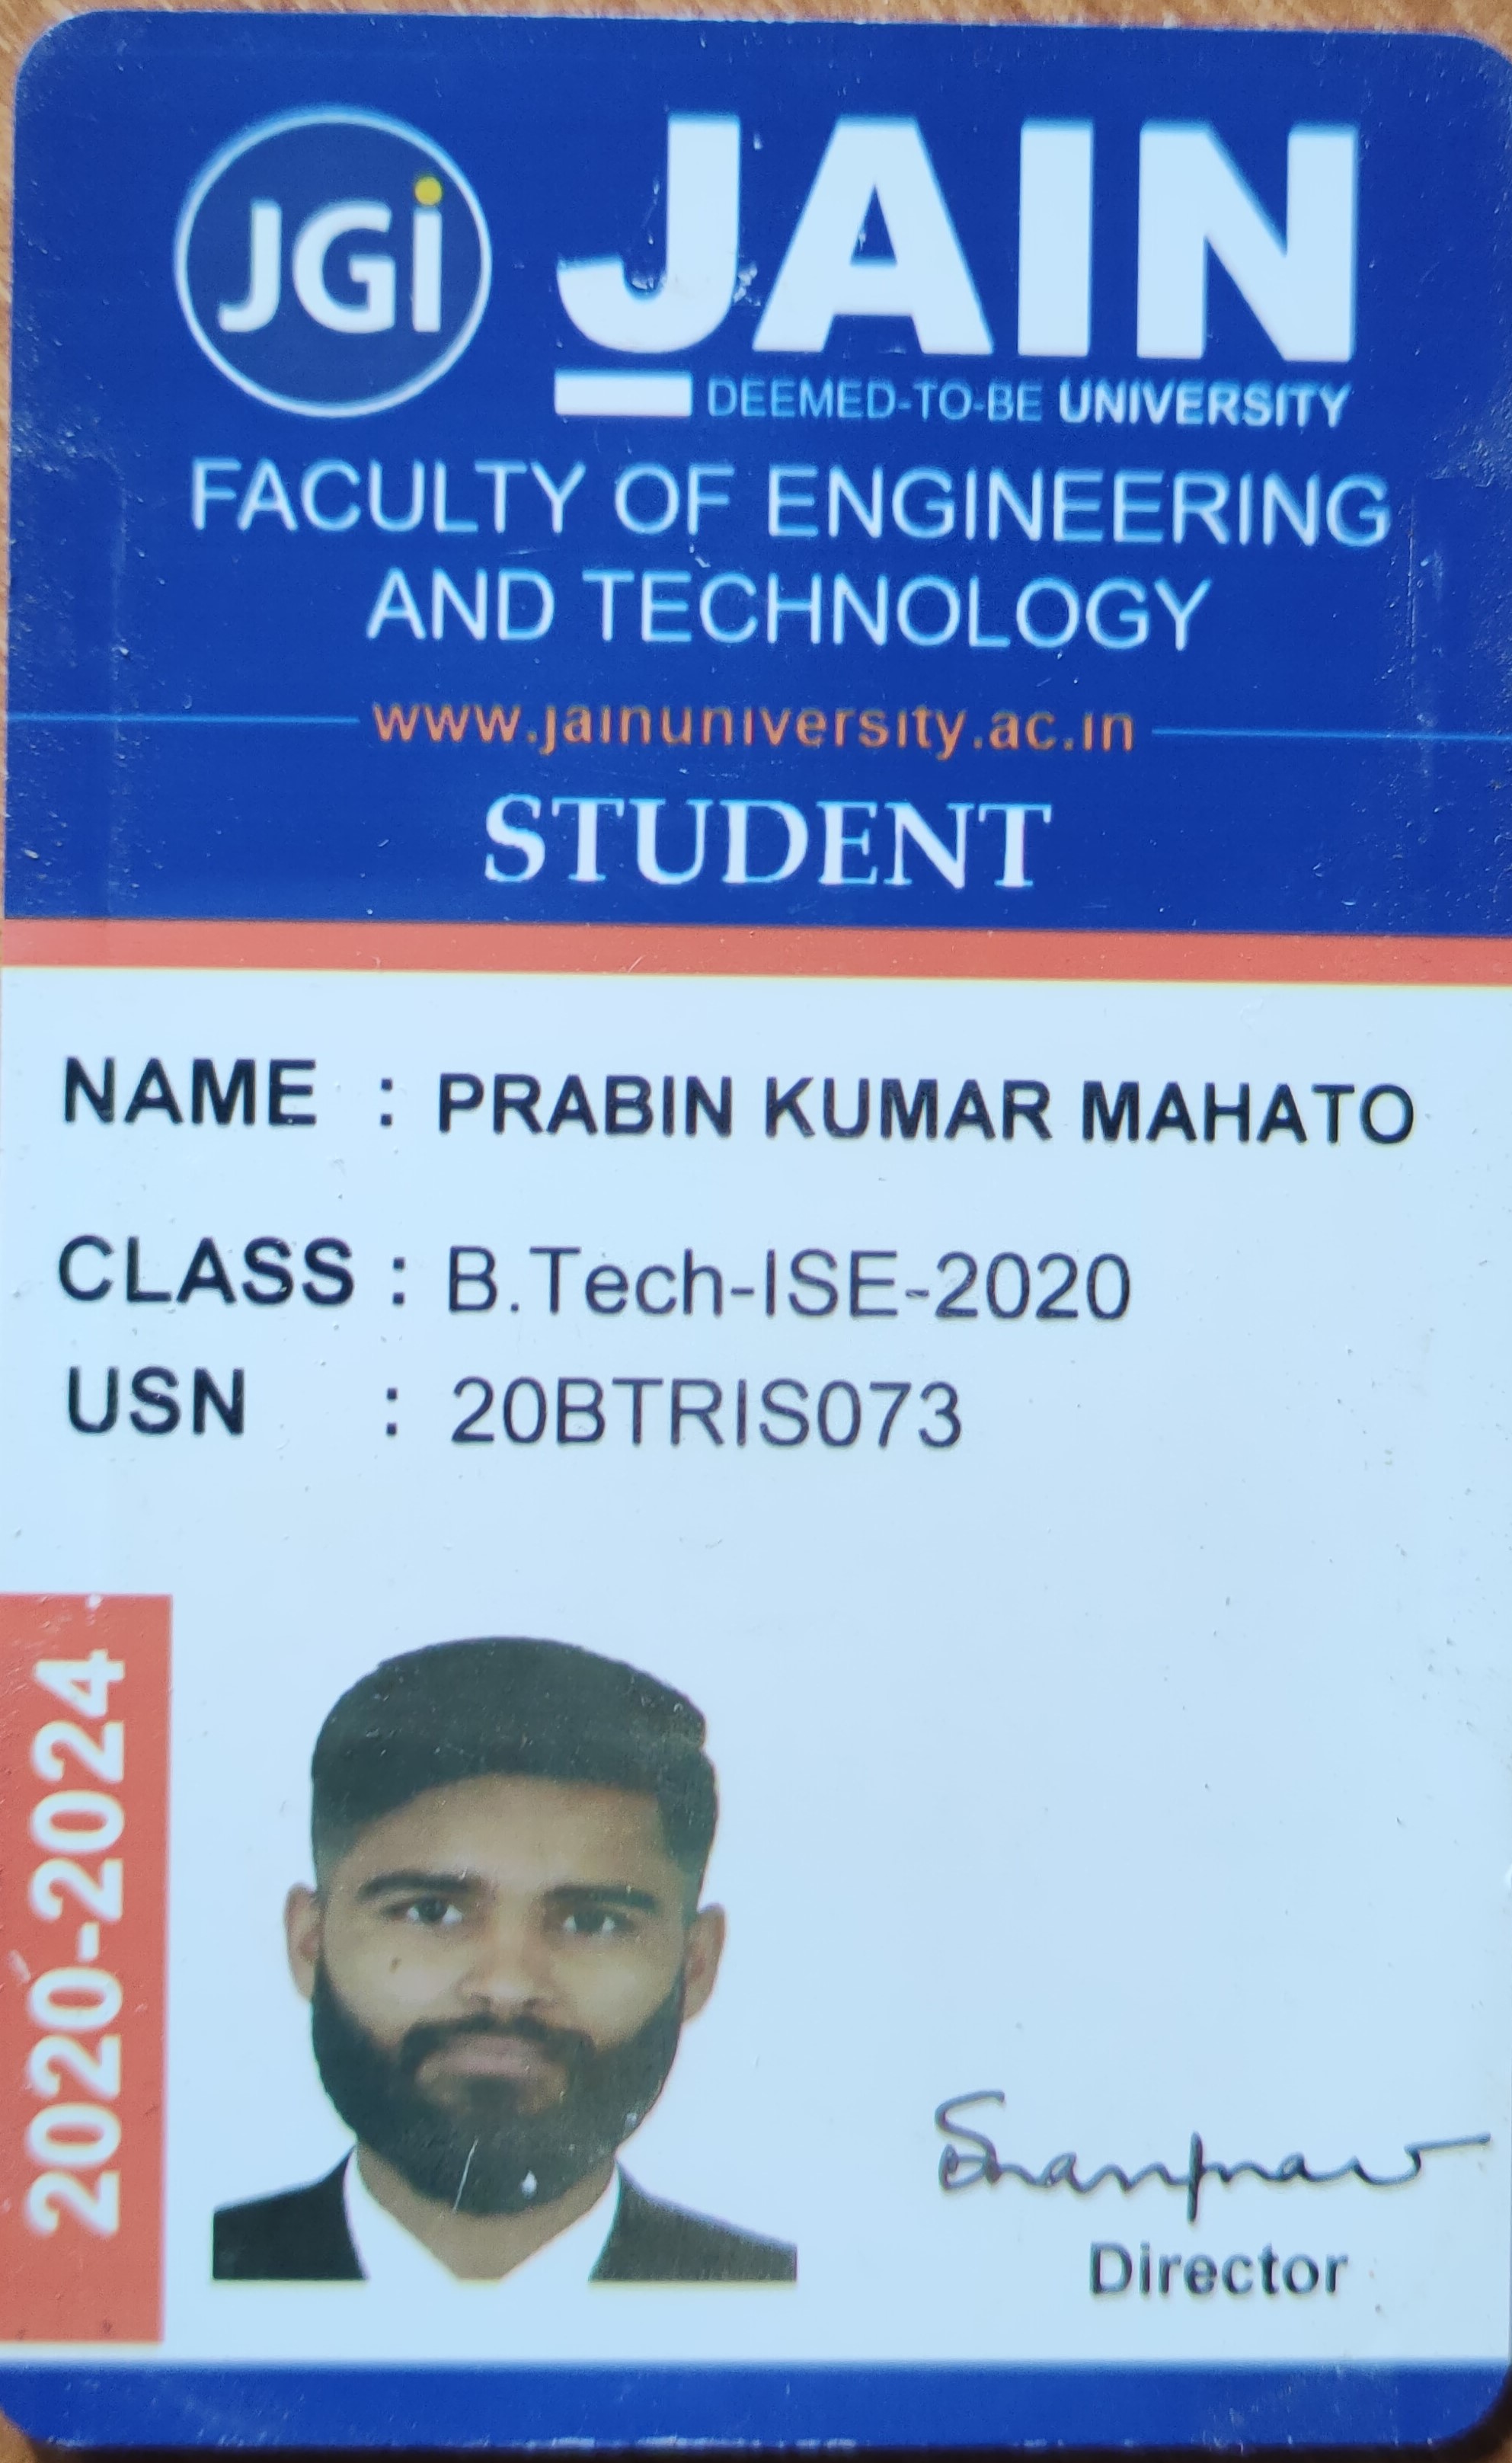 JGi
JAIN
DEEMED-TO-BE UNIVERSITY
FACULTY OF ENGINEERING
AND TECHNOLOGY
www.jainuniversity.ac.in
STUDENT
NAME : PRABIN KUMAR MAHATO
CLASS : B.Tech-ISE-2020
USN : 20BTRIS073
2020-2024
Director